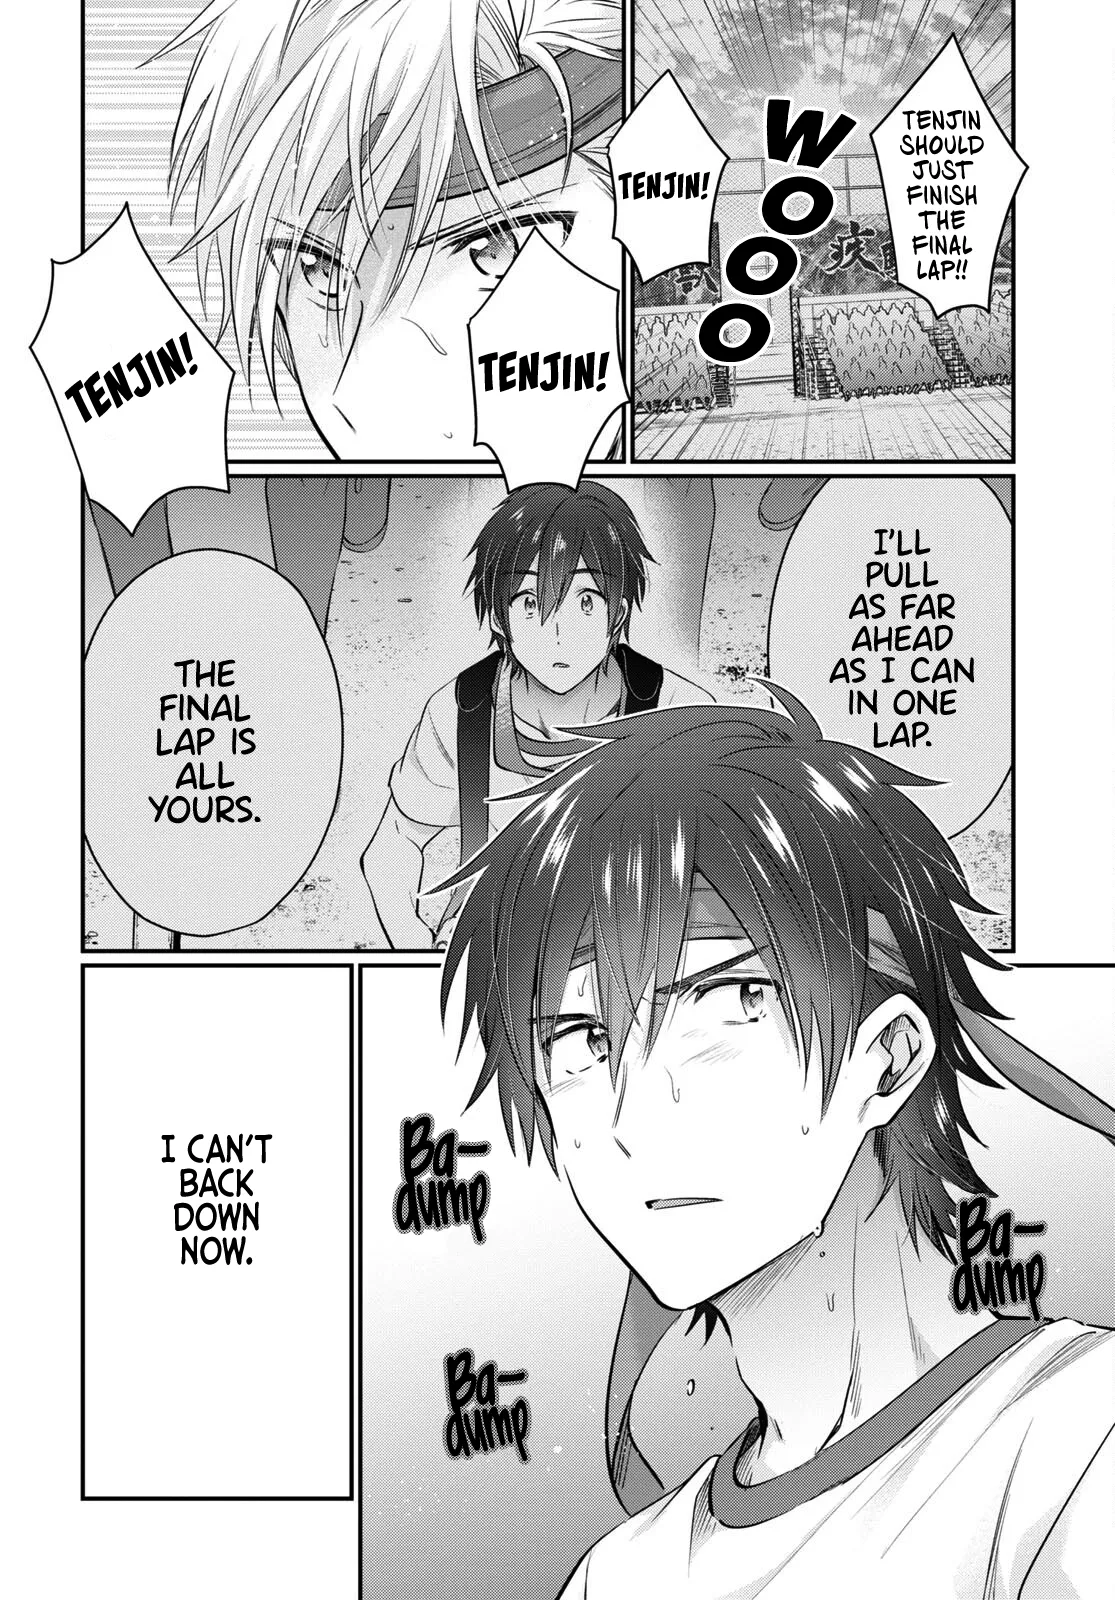 TENJIN
SHOULD
JUST
FINISH
THE
FINAL
LAP!!
WOOOO
TENJIN!
TENJIN!
TENJIN!
I'LL
PULL
AS FAR
AHEAD
AS I CAN
IN ONE
LAP.
THE
FINAL
LAP IS
ALL
YOURS.
Ba-
dump
Ba-
dump
Ba-
dump
I CAN'T
BACK
DOWN
NOW.